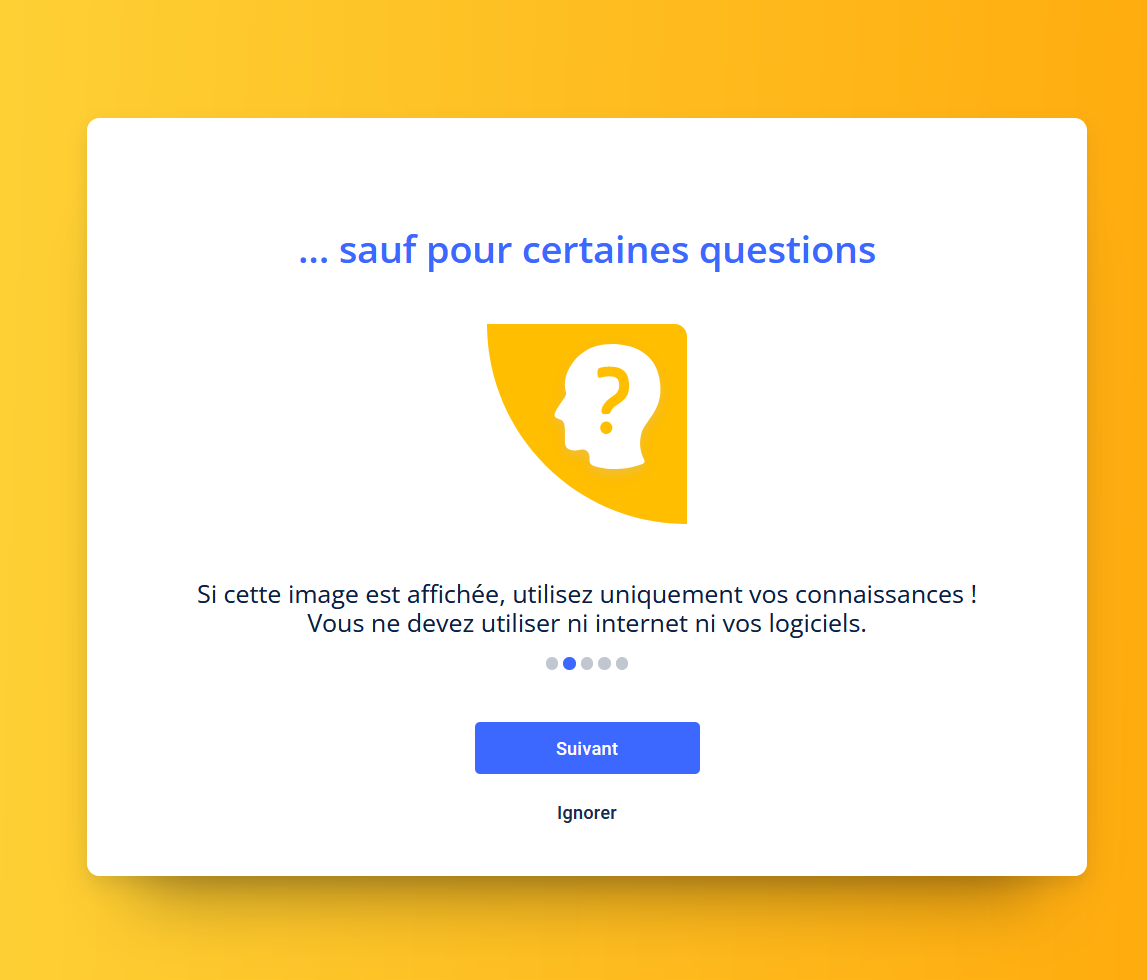 ... sauf pour certaines questions
?
Si cette image est affichée, utilisez uniquement vos connaissances !
Vous ne devez utiliser ni internet ni vos logiciels.
Suivant
Ignorer